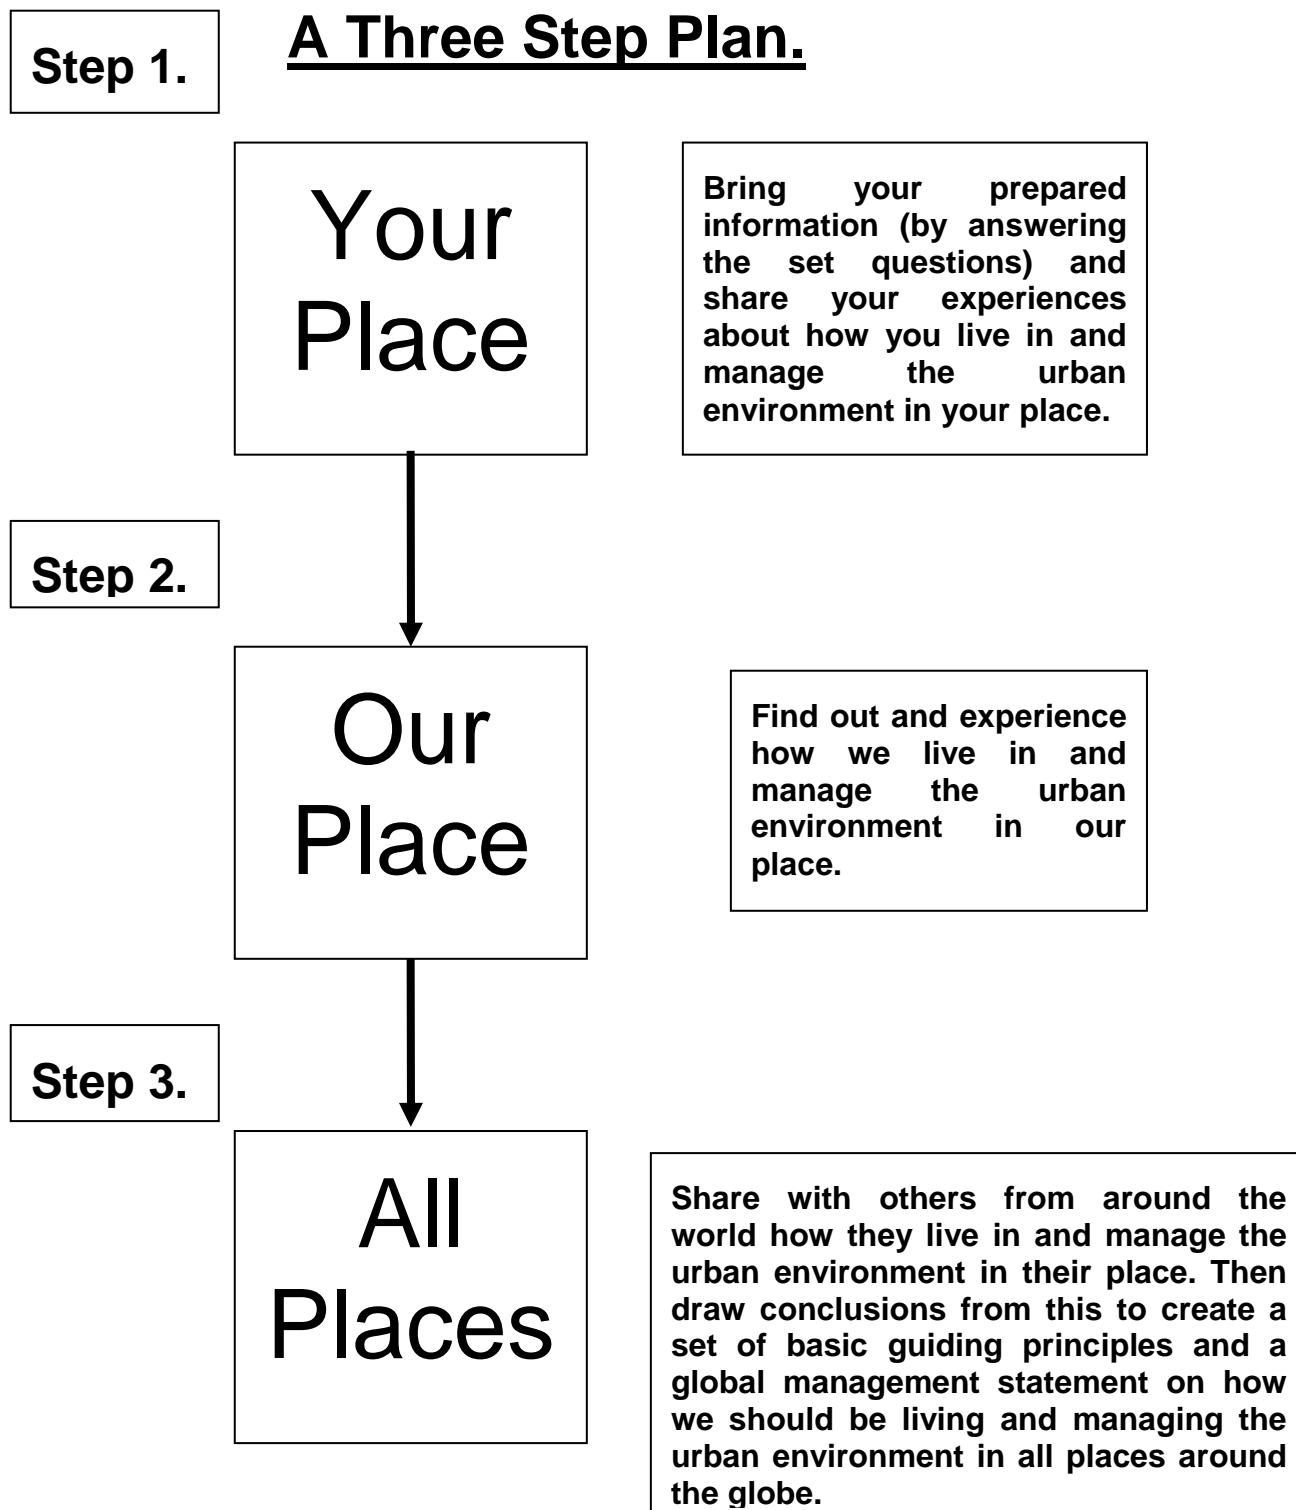 A Three Step Plan.
Step 1.
Your
Place
Bring your prepared
information (by answering
the set questions) and
share your experiences
about how you live in and
manage the urban
environment in your place.
Step 2.
Our
Place
Find out and experience
how we live in and
manage the urban
environment in our
place.
Step 3.
All
Places
Share with others from around the
world how they live in and manage the
urban environment in their place. Then
draw conclusions from this to create a
set of basic guiding principles and a
global management statement on how
we should be living and managing the
urban environment in all places around
the globe.